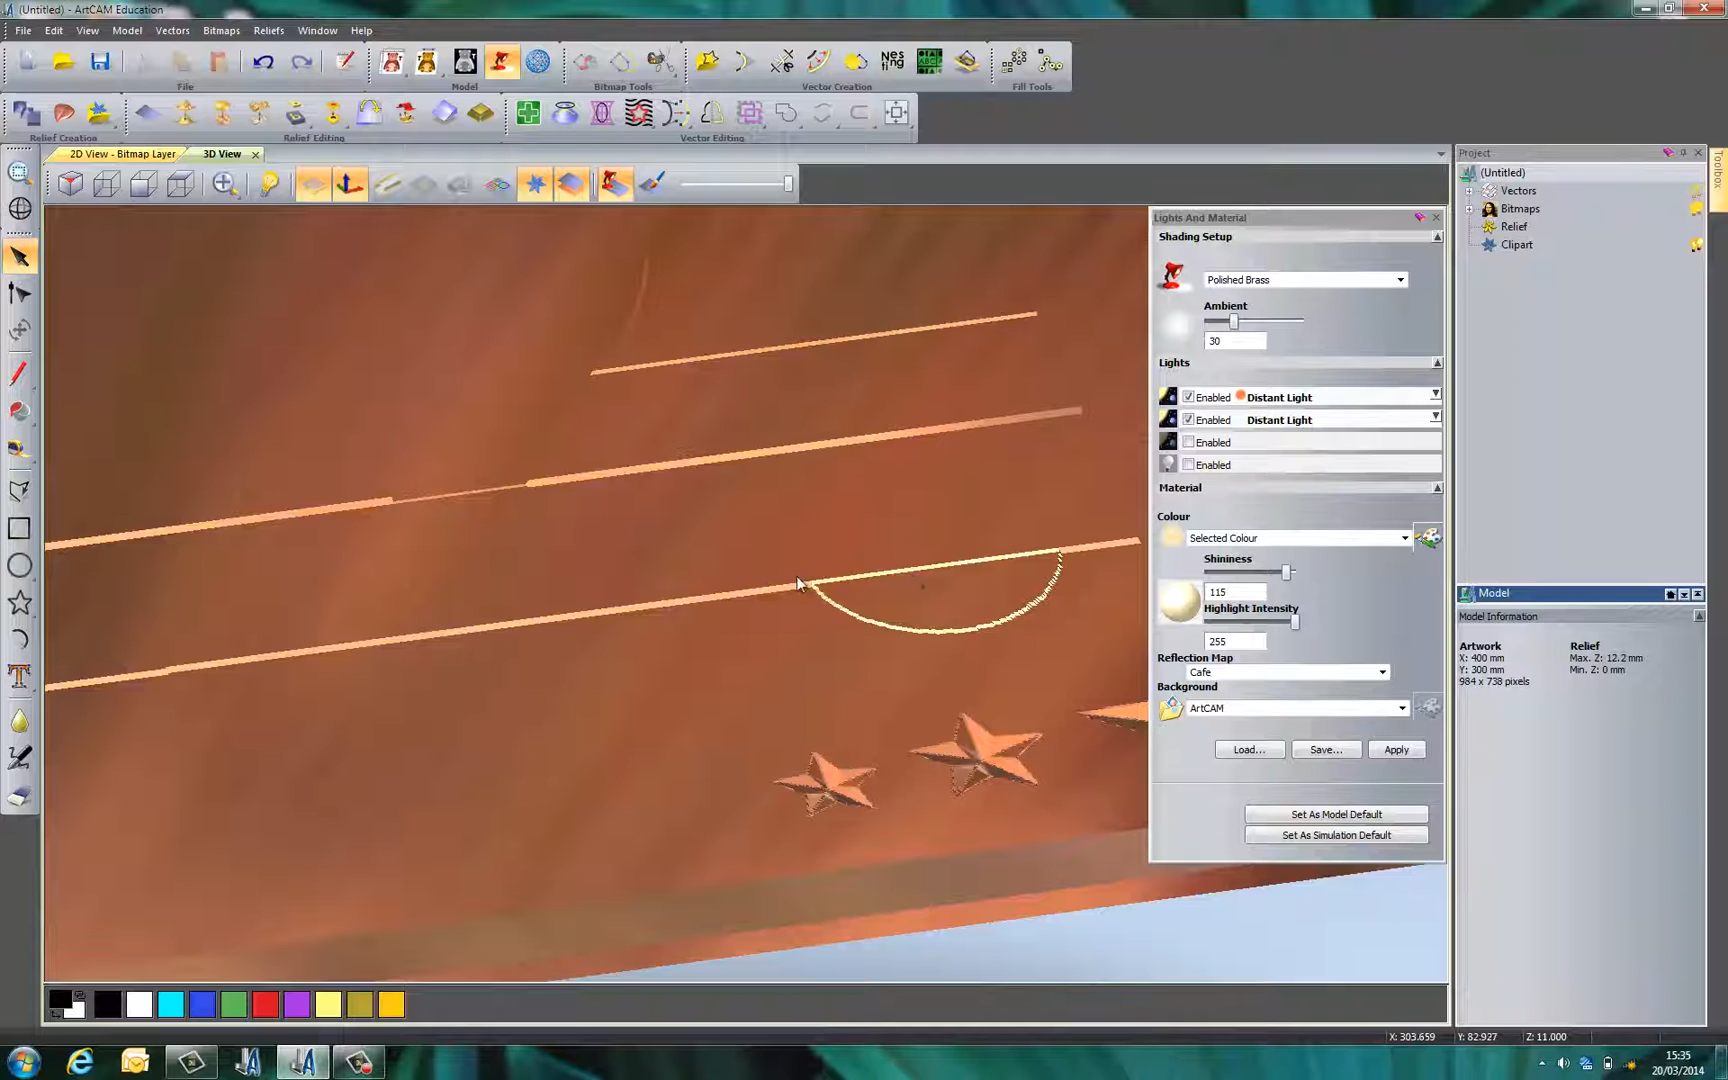 (Untitled) - ArtCAM Education
File Edit View Model Vectors Bitmaps Reliefs Window Help
File Model Bitmap Tools Vector Creation Fill Tools
Nes
ting
Relief Creation Relief Editing Vector Editing
2D View - Bitmap Layer 3D View
Project
Toolbox
(Untitled)
Vectors
Bitmaps
Relief
Clipart
Lights And Material
Shading Setup
Polished Brass
Ambient
30
Lights
Enabled Distant Light
Enabled Distant Light
Enabled
Enabled
Material
Colour
Selected Colour
Shininess
115
Highlight Intensity
255
Reflection Map
Cafe
Background
ArtCAM
Load... Save... Apply
Set As Model Default
Set As Simulation Default
Model
Model Information
Artwork Relief
X: 400 mm Max. Z: 12.2 mm
Y: 300 mm Min. Z: 0 mm
984 x 738 pixels
X: 303.659 Y: 82.927 Z: 11.000
15:35
20/03/2014